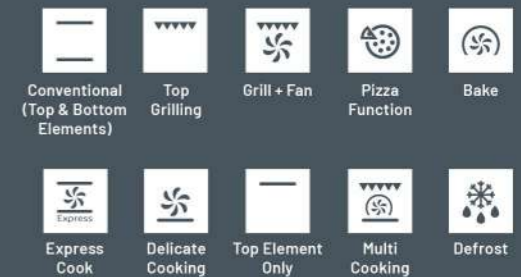 Conventional
(Top & Bottom
Elements)
Top
Grilling
Grill + Fan
Pizza
Function
Bake
Express
Express
Cook
Delicate
Cooking
Top Element
Only
Multi
Cooking
Defrost